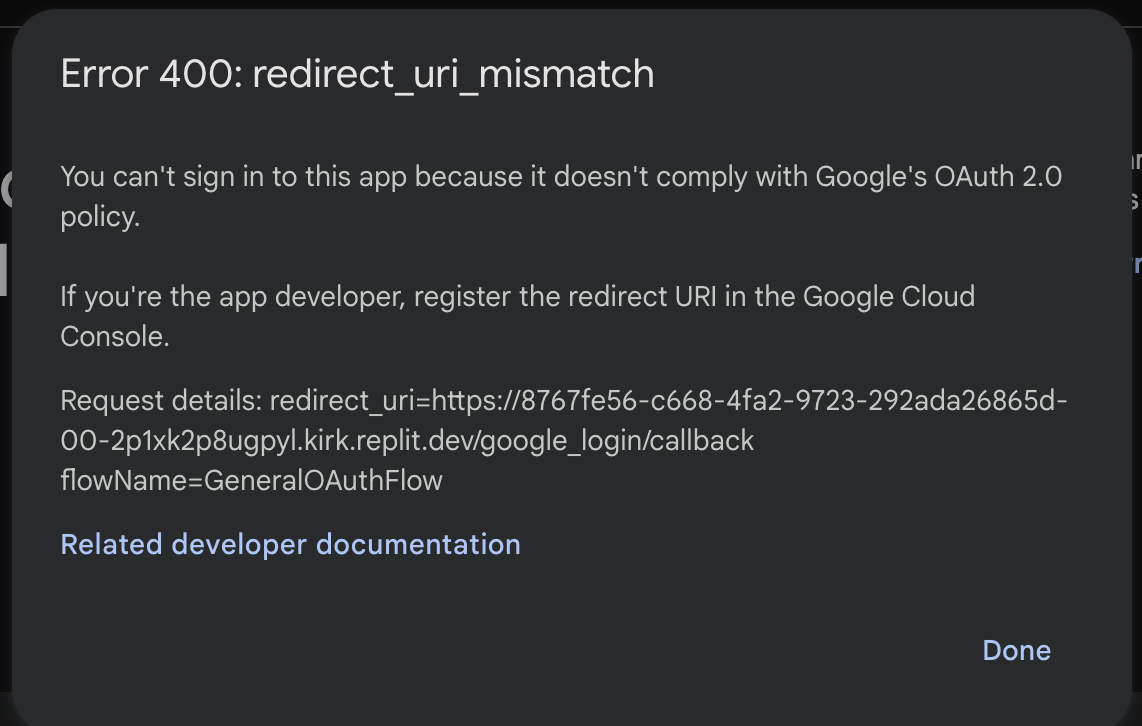 Error 400: redirect_uri_mismatch
You can't sign in to this app because it doesn't comply with Google's OAuth 2.0
policy.
If you're the app developer, register the redirect URI in the Google Cloud
Console.
Request details: redirect_uri=https://8767fe56-c668-4fa2-9723-292ada26865d-
00-2p1xk2p8ugpyl.kirk.replit.dev/google_login/callback
flowName=GeneralOAuthFlow
Related developer documentation
Done